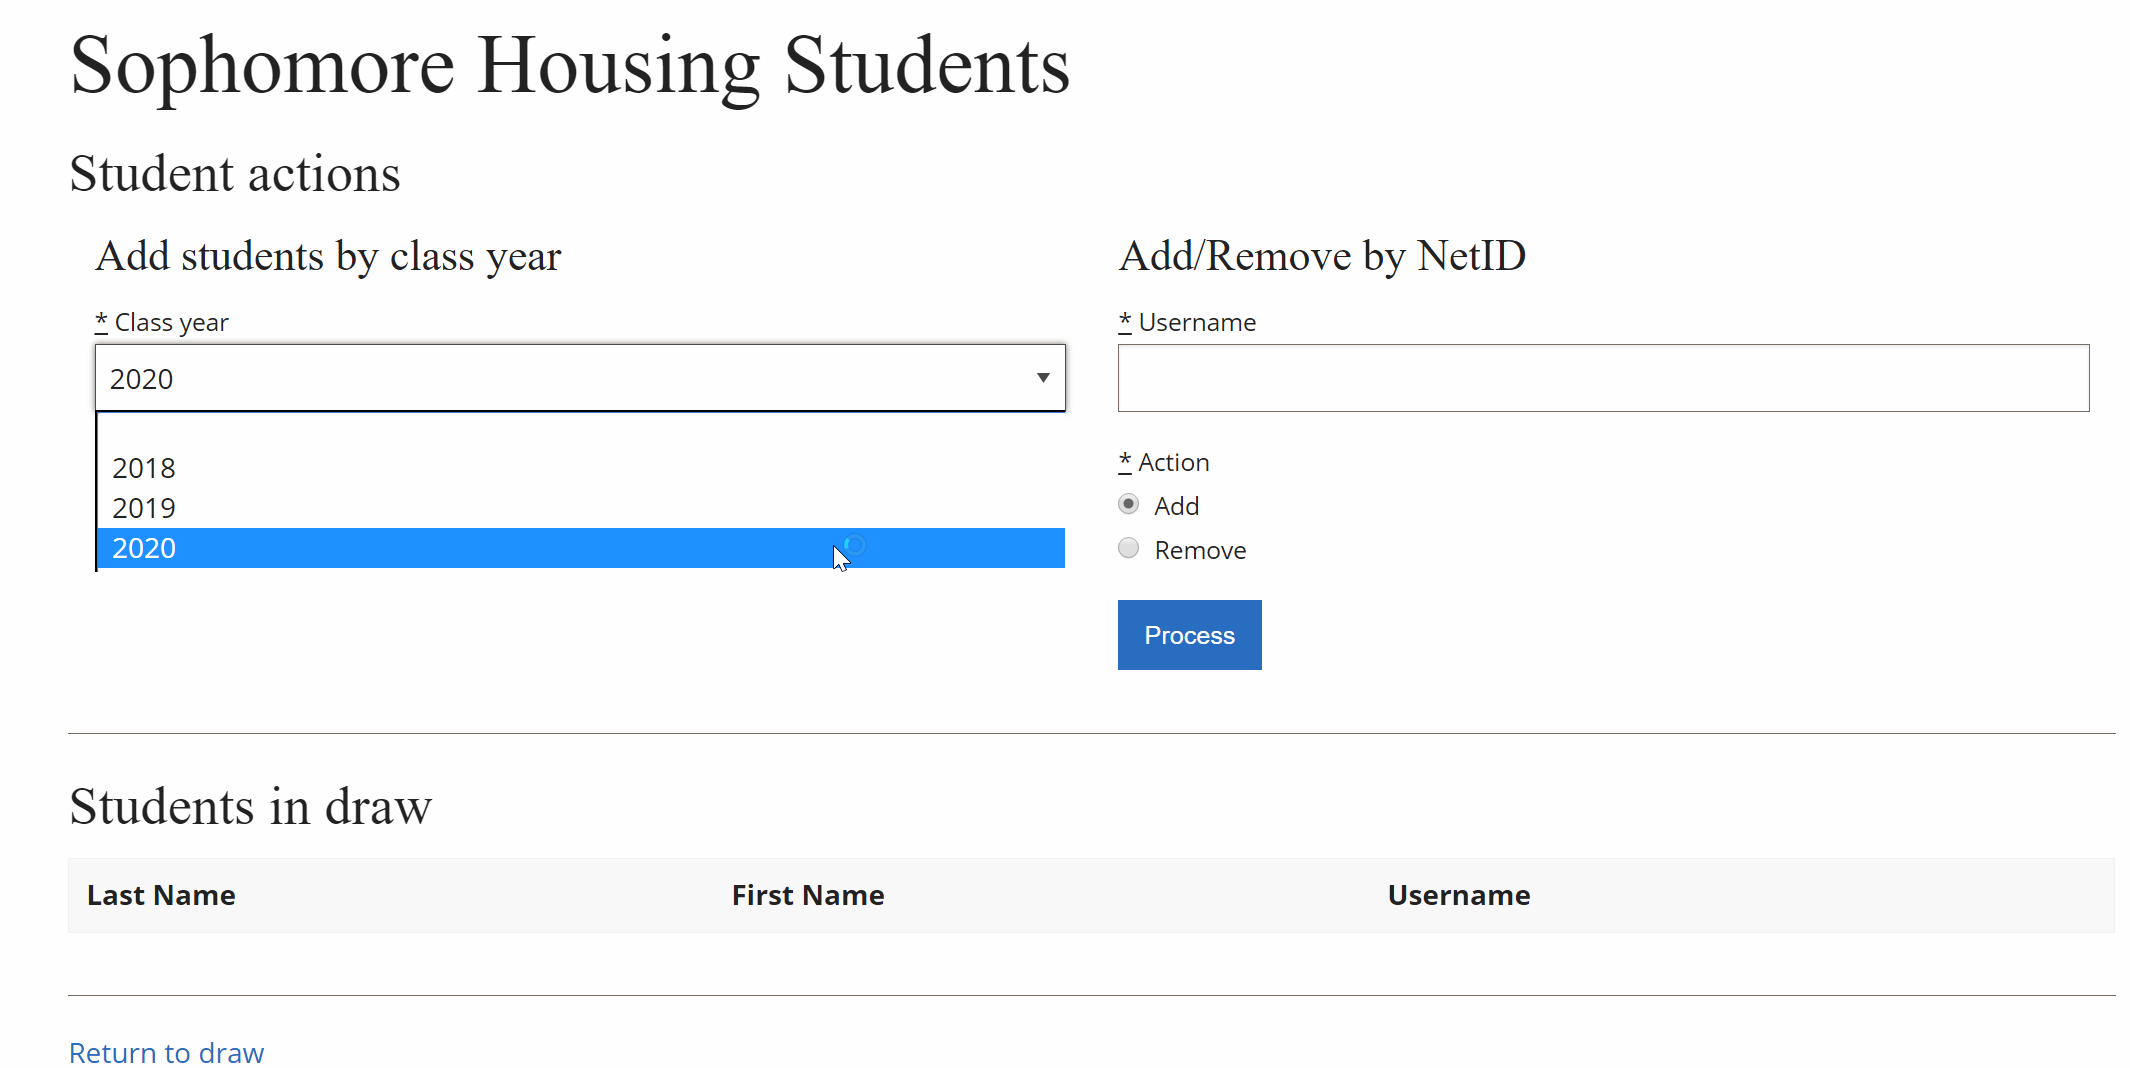 Sophomore Housing Students
Student actions
Add students by class year
* Class year
2020
2018
2019
2020
Add/Remove by NetID
* Username
* Action
Add
Remove
Process
Students in draw
Last Name First Name Username
Return to draw